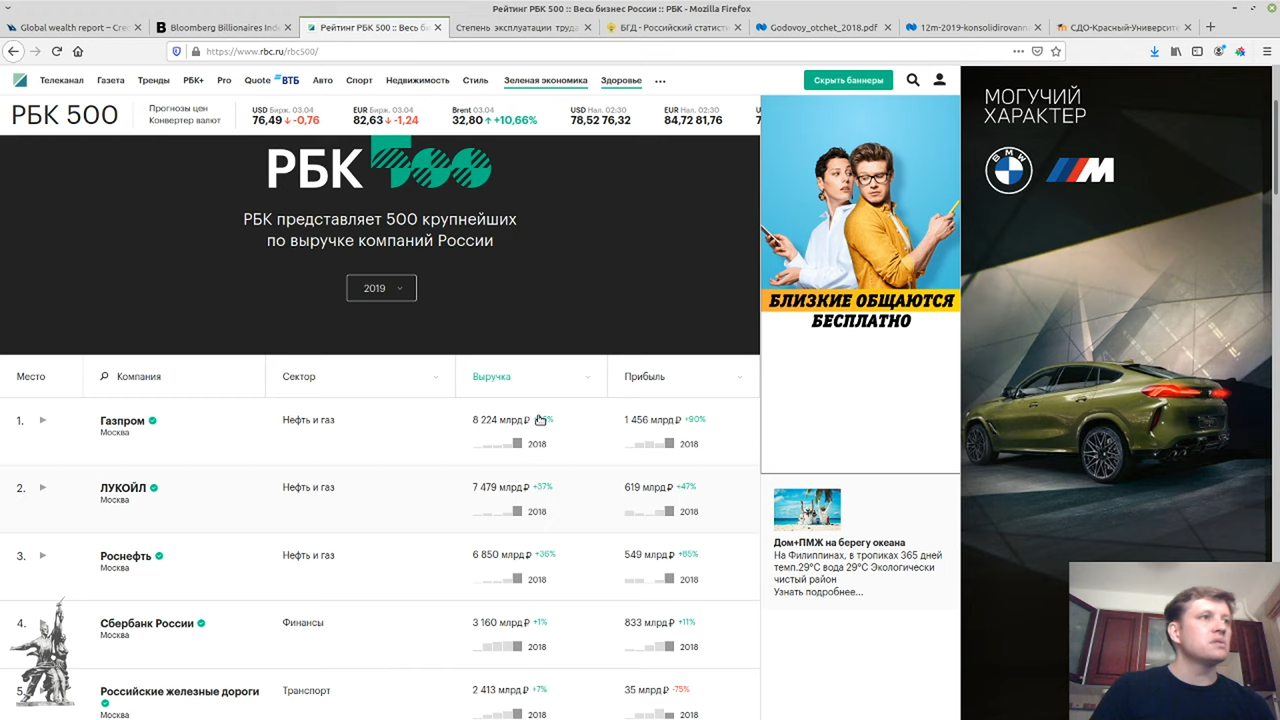 Рейтинг РБК 500 :: Весь бизнес России :: РБК - Mozilla Firefox
Global wealth report – Cre
Bloomberg Billionaires Ind
Рейтинг РБК 500 :: Весь б
Степень эксплуатации труда
БГД - Российский статисти
Godovoy_otchet_2018.pdf
12m-2019-konsolidirovann
СДО-Красный-Университе
https://www.rbc.ru/rbc500/
Телеканал Газета Тренды РБК+ Pro Quote ВТБ Авто Спорт Недвижимость Стиль Зеленая экономика Здоровье
Скрыть баннеры
РБК 500
Прогнозы цен
Конвертер валют
USD Бирж. 03.04
76,49 -0,76
EUR Бирж. 03.04
82,63 -1,24
Brent 03.04
32,80 +10,66%
USD Нал. 02:30
78,52 76,32
EUR Нал. 02:30
84,72 81,76
РБК 500
РБК представляет 500 крупнейших
по выручке компаний России
2019
Место Компания Сектор Выручка Прибыль
1. Газпром Нефть и газ 8 224 млрд ₽ 1 456 млрд ₽ +90%
Москва
2018 2018
2. ЛУКОЙЛ Нефть и газ 7 479 млрд ₽ +37% 619 млрд ₽ +47%
Москва
2018 2018
3. Роснефть Нефть и газ 6 850 млрд ₽ +36% 549 млрд ₽ +85%
Москва
2018 2018
4. Сбербанк России Финансы 3 160 млрд ₽ +1% 833 млрд ₽ +11%
Москва
2018 2018
5. Российские железные дороги Транспорт 2 413 млрд ₽ +7% 35 млрд ₽ -75%
Москва
2018 2018
БЛИЗКИЕ ОБЩАЮТСЯ
БЕСПЛАТНО
Дом+ПМЖ на берегу океана
На Филиппинах, в тропиках 365 дней
темп.29°C вода 29°C Экологически
чистый район
Узнать подробнее...
МОГУЧИЙ
ХАРАКТЕР
BMW
M